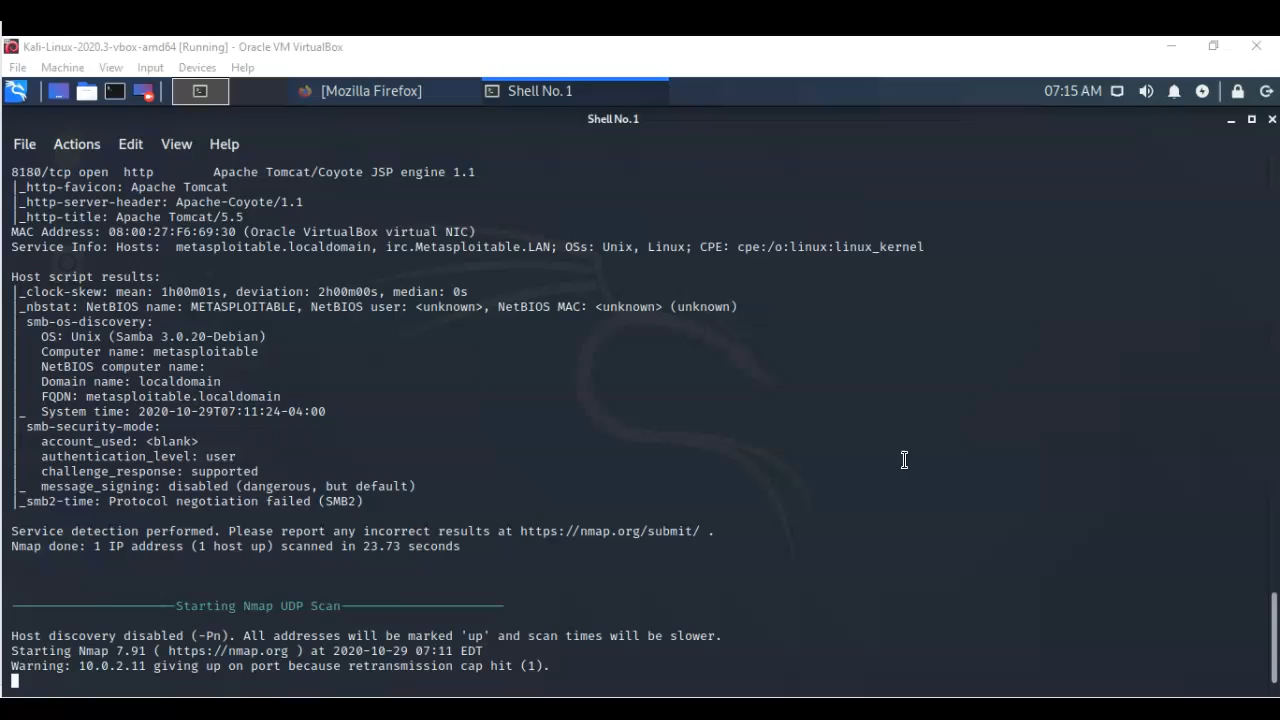 Kali-Linux-2020.3-vbox-amd64 [Running] - Oracle VM VirtualBox
File Machine View Input Devices Help
[Mozilla Firefox] Shell No. 1 07:15 AM
Shell No. 1
File Actions Edit View Help
8180/tcp open  http       Apache Tomcat/Coyote JSP engine 1.1
|_http-favicon: Apache Tomcat
|_http-server-header: Apache-Coyote/1.1
|_http-title: Apache Tomcat/5.5
MAC Address: 08:00:27:F6:69:30 (Oracle VirtualBox virtual NIC)
Service Info: Hosts:  metasploitable.localdomain, irc.Metasploitable.LAN; OSs: Unix, Linux; CPE: cpe:/o:linux:linux_kernel
Host script results:
|_clock-skew: mean: 1h00m01s, deviation: 2h00m00s, median: 0s
|_nbstat: NetBIOS name: METASPLOITABLE, NetBIOS user: <unknown>, NetBIOS MAC: <unknown> (unknown)
| smb-os-discovery:
|   OS: Unix (Samba 3.0.20-Debian)
|   Computer name: metasploitable
|   NetBIOS computer name:
|   Domain name: localdomain
|   FQDN: metasploitable.localdomain
|_  System time: 2020-10-29T07:11:24-04:00
| smb-security-mode:
|   account_used: <blank>
|   authentication_level: user
|   challenge_response: supported
|_  message_signing: disabled (dangerous, but default)
|_smb2-time: Protocol negotiation failed (SMB2)
Service detection performed. Please report any incorrect results at https://nmap.org/submit/ .
Nmap done: 1 IP address (1 host up) scanned in 23.73 seconds
Starting Nmap UDP Scan
Host discovery disabled (-Pn). All addresses will be marked 'up' and scan times will be slower.
Starting Nmap 7.91 ( https://nmap.org ) at 2020-10-29 07:11 EDT
Warning: 10.0.2.11 giving up on port because retransmission cap hit (1).